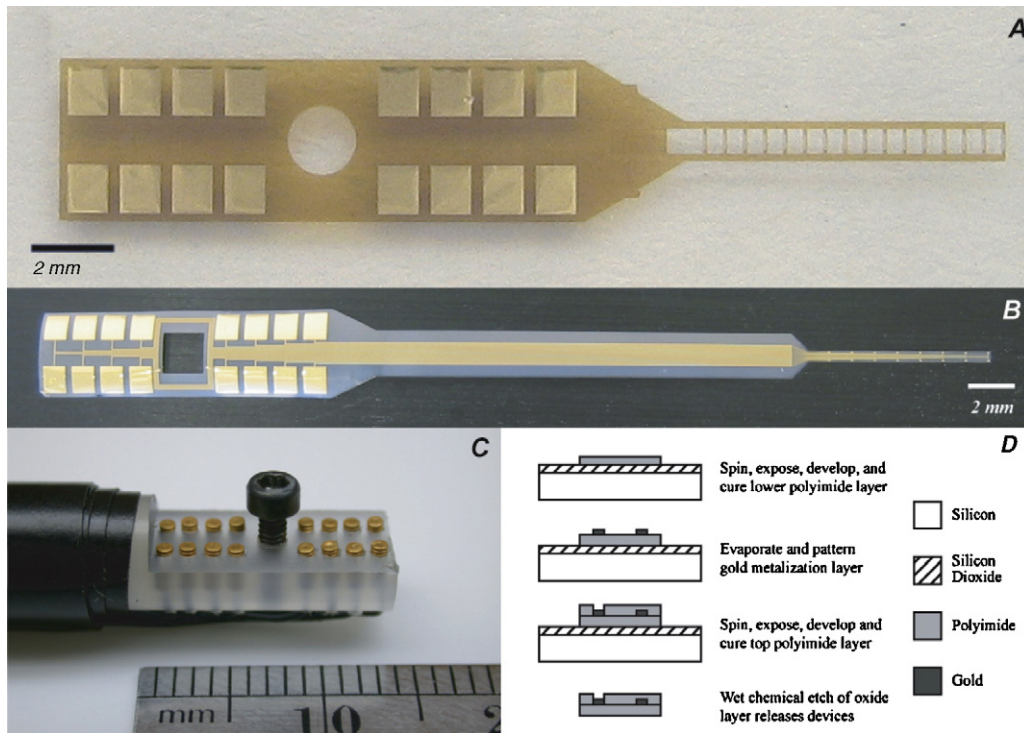 A
2 mm
B
2 mm
C
mm 10 2
D
Spin, expose, develop, and
cure lower polyimide layer
Evaporate and pattern
gold metalization layer
Spin, expose, develop and
cure top polyimide layer
Wet chemical etch of oxide
layer releases devices
Silicon
Silicon
Dioxide
Polyimide
Gold